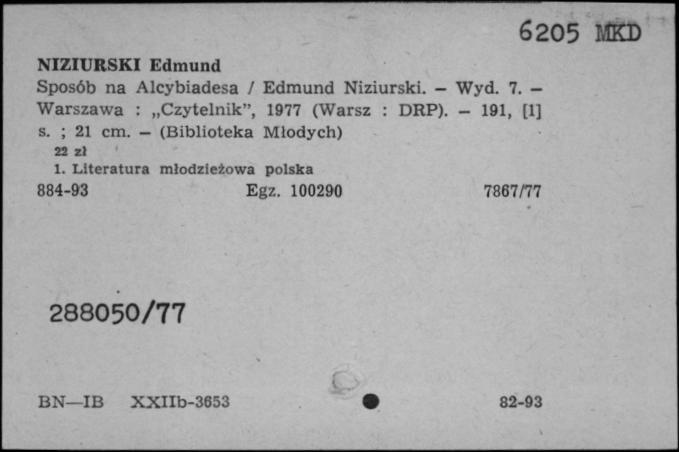 6205 MKD
NIZIURSKI Edmund
Sposób na Alcybiadesa / Edmund Niziurski. — Wyd. 7. —
Warszawa : „Czytelnik”, 1977 (Warsz : DRP). — 191, [1]
s. ; 21 cm. — (Biblioteka Młodych)
22 zł
1. Literatura młodzieżowa polska
884-93 Egz. 100290 7867/77
288050/77
BN—IB XXIIb-3653 82-93